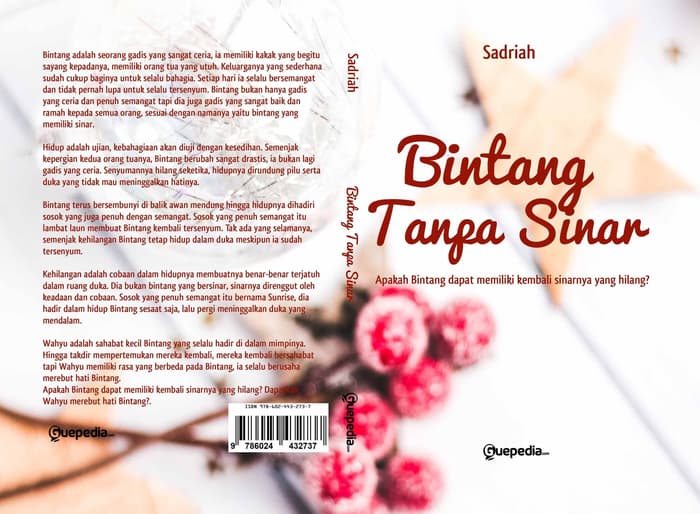 Bintang adalah seorang gadis yang sangat ceria, ia memiliki kakak yang begitu
sayang kepadanya, memiliki orang tua yang utuh. Keluarganya yang sederhana
sudah cukup baginya untuk selalu bahagia. Setiap hari ia selalu bersemangat
dan tidak pernah lupa untuk selalu tersenyum. Bintang bukan hanya gadis
yang ceria dan penuh semangat tapi dia juga gadis yang sangat baik dan
ramah kepada semua orang, sesuai dengan namanya yaitu bintang yang
memiliki sinar.
Hidup adalah ujian, kebahagiaan akan diuji dengan kesedihan. Semenjak
kepergian kedua orang tuanya, Bintang berubah sangat drastis, ia bukan lagi
gadis yang ceria. Senyumannya hilang seketika, hidupnya dirundung pilu serta
duka yang tidak mau meninggalkan hatinya.
Bintang terus bersembunyi di balik awan mendung hingga hidupnya dihadiri
sosok yang juga penuh dengan semangat. Sosok yang penuh semangat itu
lambat laun membuat Bintang kembali tersenyum. Tak ada yang selamanya,
semenjak kehilangan Bintang tetap hidup dalam duka meskipun ia sudah
tersenyum.
Kehilangan adalah cobaan dalam hidupnya membuatnya benar-benar terjatuh
dalam ruang duka. Dia bukan bintang yang bersinar, sinarnya direnggut oleh
keadaan dan cobaan. Sosok yang penuh semangat itu bernama Sunrise, dia
hadir dalam hidup Bintang sesaat saja, lalu pergi meninggalkan duka yang
mendalam.
Wahyu adalah sahabat kecil Bintang yang selalu hadir di dalam mimpinya.
Hingga takdir mempertemukan mereka kembali, mereka kembali bersahabat
tapi Wahyu memiliki rasa yang berbeda pada Bintang, ia selalu berusaha
merebut hati Bintang.
Apakah Bintang dapat memiliki kembali sinarnya yang hilang?
Wahyu merebut hati Bintang?.
Guepedia.com
ISBN 978-602-443-273-7
9 786024 432737
Sadriah
Bintang Tanpa Sinar
Guepedia.com
Sadriah
Bintang
Tanpa Sinar
Apakah Bintang dapat memiliki kembali sinarnya yang hilang?
Guepedia.com